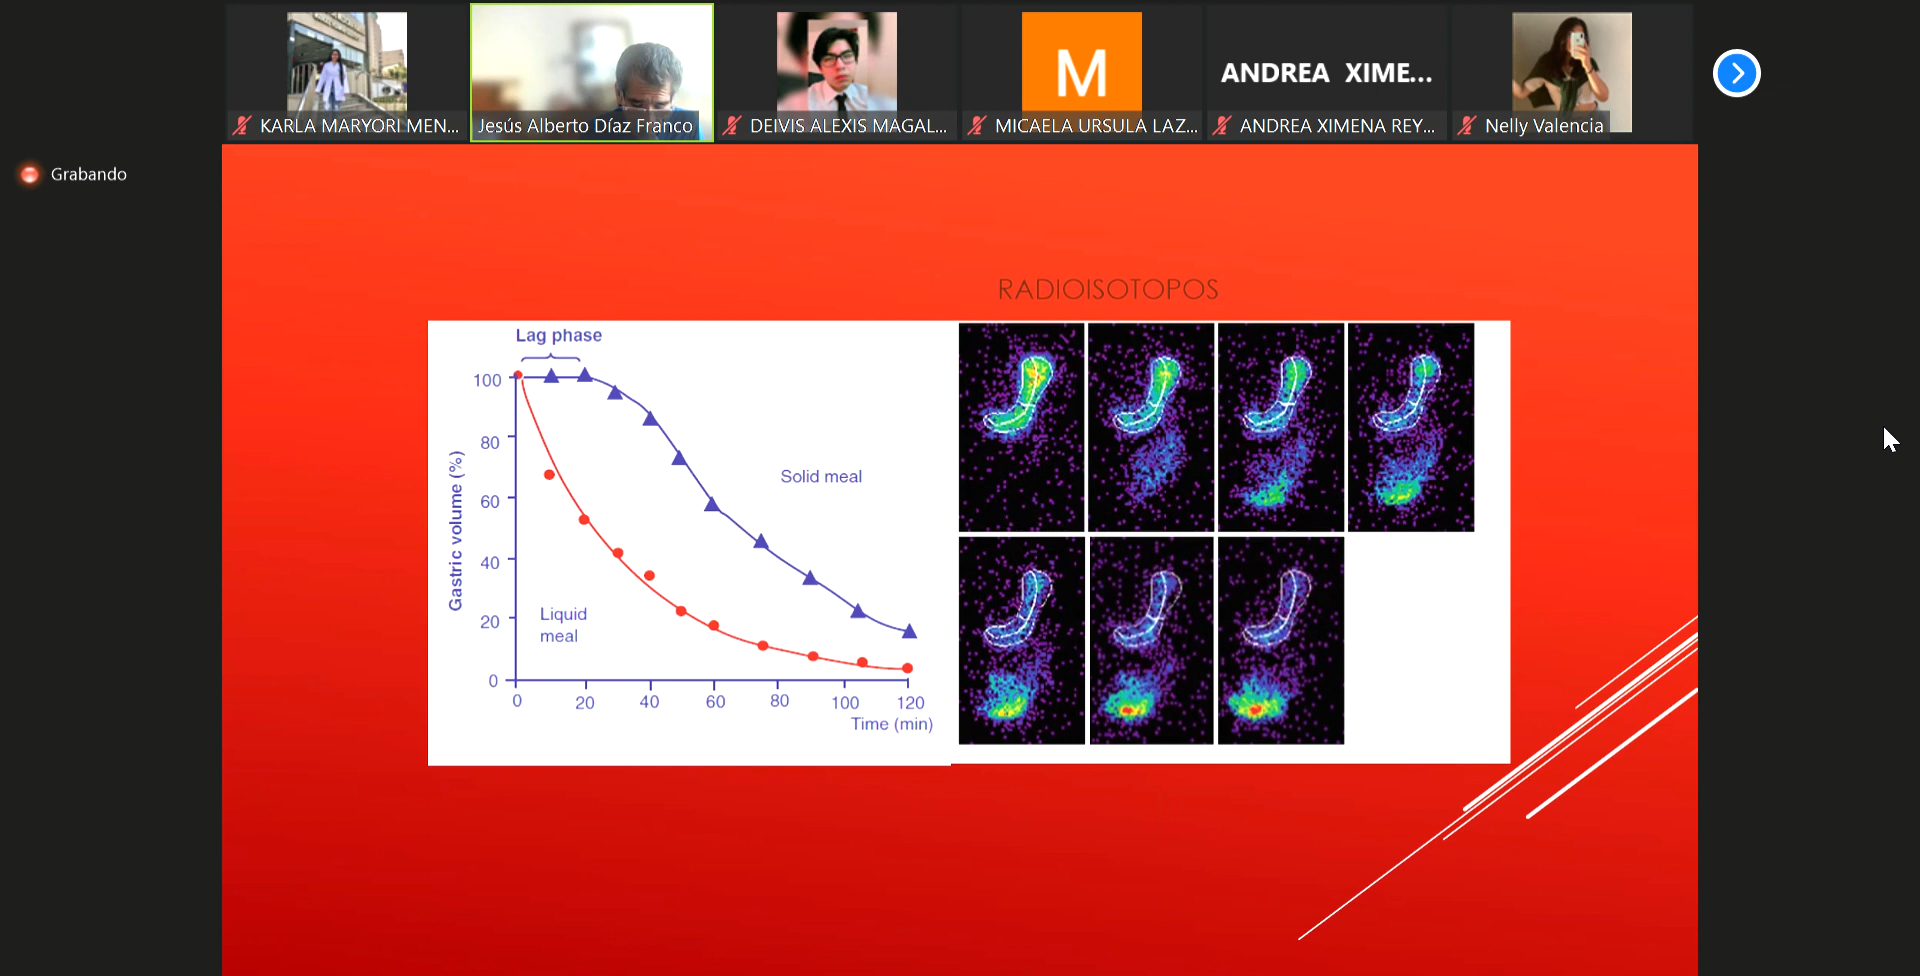 M
ANDREA XIME...
KARLA MARYORI MEN...
Jesús Alberto Díaz Franco
DEIVIS ALEXIS MAGAL...
MICAELA URSULA LAZ...
ANDREA XIMENA REY...
Nelly Valencia
Grabando
RADIOISOTOPOS
Lag phase
100
80
60
40
20
0
Gastric volume (%)
Solid meal
Liquid
meal
0 20 40 60 80 100 120
Time (min)